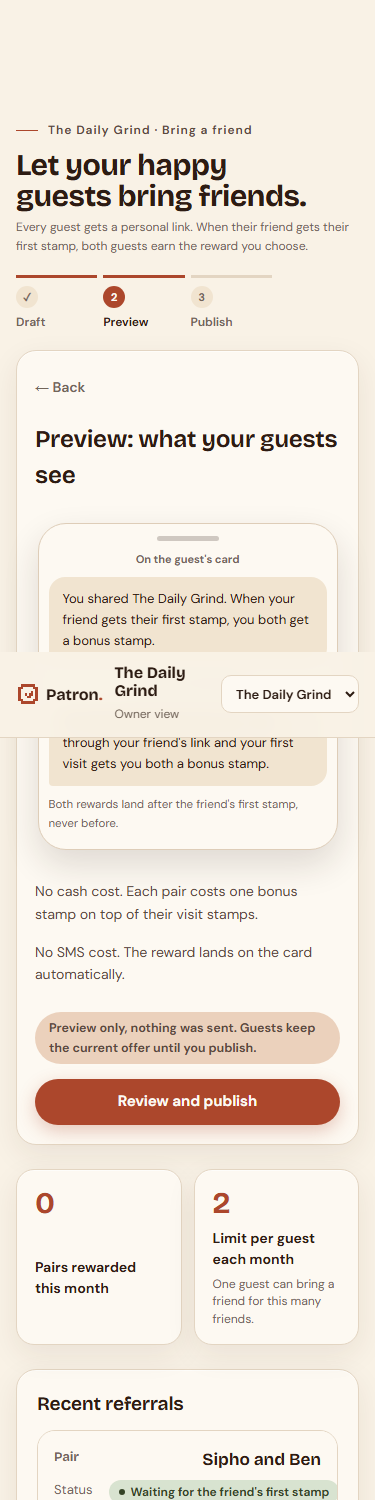 The Daily Grind · Bring a friend
Let your happy
guests bring friends.
Every guest gets a personal link. When their friend gets their
first stamp, both guests earn the reward you choose.
✓
Draft
2
Preview
3
Publish
← Back
Preview: what your guests
see
On the guest's card
You shared The Daily Grind. When your
friend gets their first stamp, you both get
a bonus stamp.
Patron.
The Daily
Grind
Owner view
The Daily Grind
through your friend's link and your first
visit gets you both a bonus stamp.
Both rewards land after the friend's first stamp,
never before.
No cash cost. Each pair costs one bonus
stamp on top of their visit stamps.
No SMS cost. The reward lands on the card
automatically.
Preview only, nothing was sent. Guests keep
the current offer until you publish.
Review and publish
0
Pairs rewarded
this month
2
Limit per guest
each month
One guest can bring a
friend for this many
friends.
Recent referrals
Pair
Sipho and Ben
Status
Waiting for the friend's first stamp